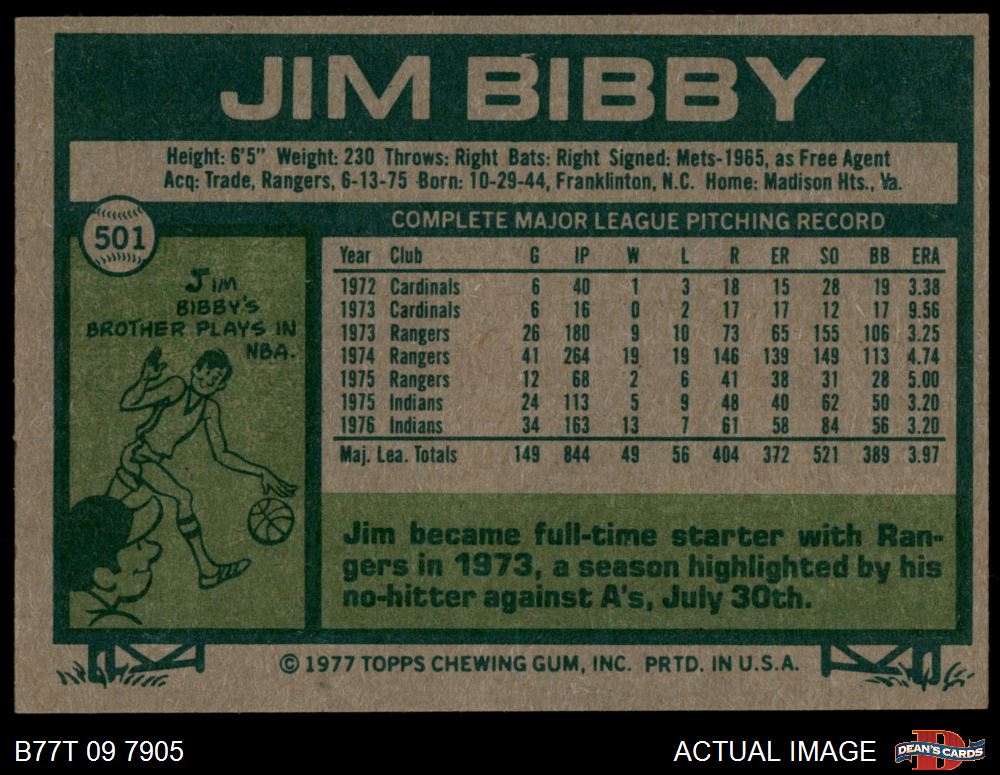 JIM BIBBY
Height: 6'5" Weight: 230 Throws: Right Bats: Right Signed: Mets-1965, as Free Agent
Acq: Trade, Rangers, 6-13-75 Born: 10-29-44, Franklinton, N.C. Home: Madison Hts., Va.
501
JIM
BIBBY'S
BROTHER PLAYS IN
NBA.
COMPLETE MAJOR LEAGUE PITCHING RECORD
Year Club G IP W L R ER SO BB ERA
1972 Cardinals 6 40 1 3 18 15 28 19 3.38
1973 Cardinals 6 16 0 2 17 17 12 17 9.56
1973 Rangers 26 180 9 10 73 65 155 106 3.25
1974 Rangers 41 264 19 19 146 139 149 113 4.74
1975 Rangers 12 68 2 6 41 38 31 28 5.00
1975 Indians 24 113 5 9 48 40 62 50 3.20
1976 Indians 34 163 13 7 61 58 84 56 3.20
Maj. Lea. Totals 149 844 49 56 404 372 521 389 3.97
Jim became full-time starter with Ran-
gers in 1973, a season highlighted by his
no-hitter against A's, July 30th.
© 1977 TOPPS CHEWING GUM, INC. PRTD. IN U.S.A.
B77T 09 7905
ACTUAL IMAGE
D
DEAN'S CARDS